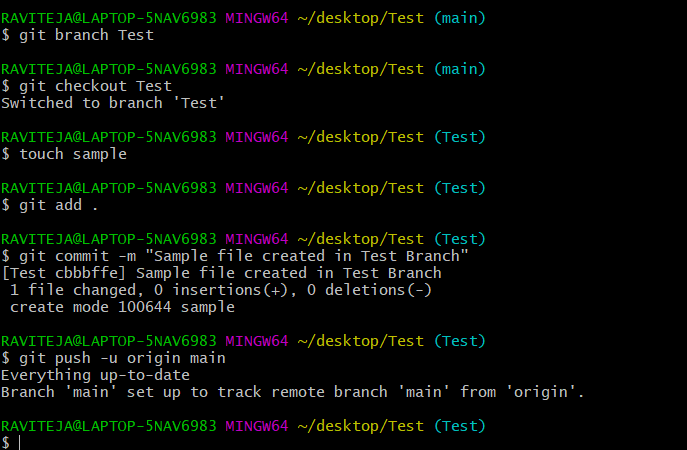 RAVITEJA@LAPTOP-5NAV6983 MINGW64 ~/desktop/Test (main)
$ git branch Test
RAVITEJA@LAPTOP-5NAV6983 MINGW64 ~/desktop/Test (main)
$ git checkout Test
Switched to branch 'Test'
RAVITEJA@LAPTOP-5NAV6983 MINGW64 ~/desktop/Test (Test)
$ touch sample
RAVITEJA@LAPTOP-5NAV6983 MINGW64 ~/desktop/Test (Test)
$ git add .
RAVITEJA@LAPTOP-5NAV6983 MINGW64 ~/desktop/Test (Test)
$ git commit -m "Sample file created in Test Branch"
[Test cbbbffe] Sample file created in Test Branch
 1 file changed, 0 insertions(+), 0 deletions(-)
 create mode 100644 sample
RAVITEJA@LAPTOP-5NAV6983 MINGW64 ~/desktop/Test (Test)
$ git push -u origin main
Everything up-to-date
Branch 'main' set up to track remote branch 'main' from 'origin'.
RAVITEJA@LAPTOP-5NAV6983 MINGW64 ~/desktop/Test (Test)
$